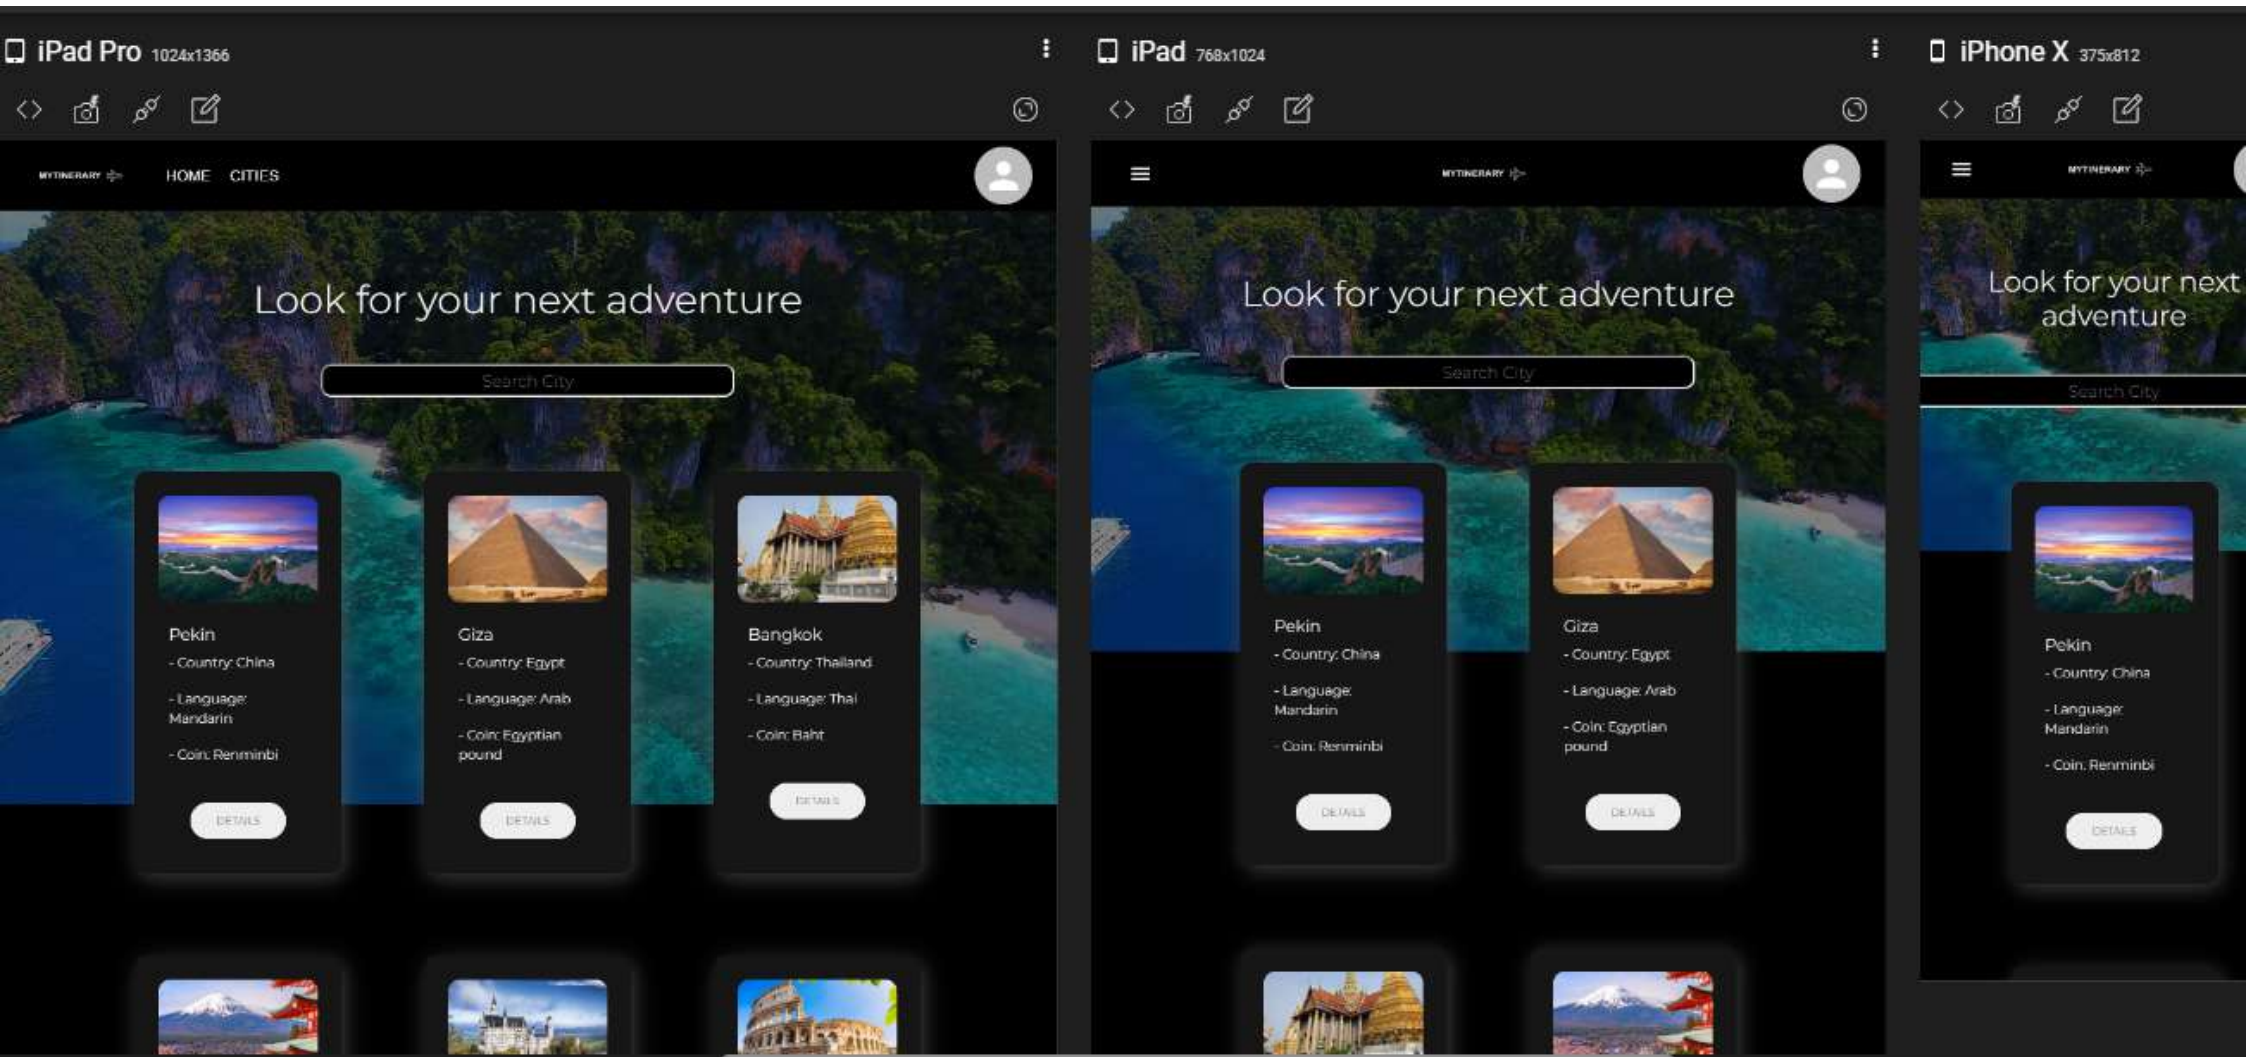 iPad Pro 1024x1366
MYTINERARY
HOME CITIES
Look for your next adventure
Search City
Pekin
- Country: China
- Language:
Mandarin
- Coin: Renminbi
DETAILS
Giza
- Country: Egypt
- Language: Arab
- Coin: Egyptian
pound
DETAILS
Bangkok
- Country: Thailand
- Language: Thai
- Coin: Baht
DETAILS
iPad 768x1024
MYTINERARY
Look for your next adventure
Search City
Pekin
- Country: China
- Language:
Mandarin
- Coin: Renminbi
DETAILS
Giza
- Country: Egypt
- Language: Arab
- Coin: Egyptian
pound
DETAILS
iPhone X 375x812
MYTINERARY
Look for your next
adventure
Search City
Pekin
- Country: China
- Language:
Mandarin
- Coin: Renminbi
DETAILS